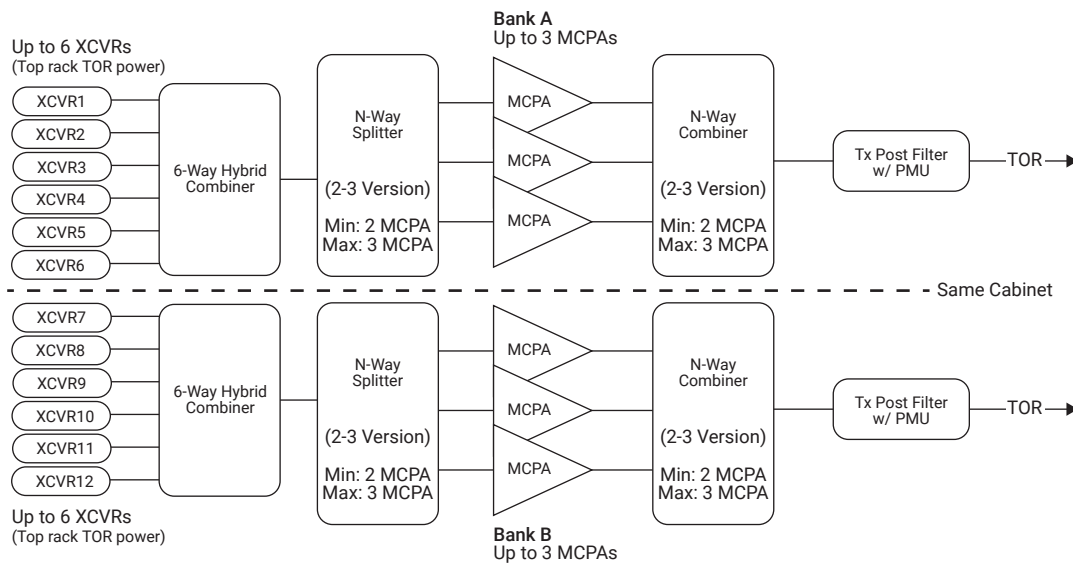 Bank A
Up to 3 MCPAs
Up to 6 XCVRs
(Top rack TOR power)
XCVR1
XCVR2
XCVR3
XCVR4
XCVR5
XCVR6
6-Way Hybrid
Combiner
N-Way
Splitter
(2-3 Version)
Min: 2 MCPA
Max: 3 MCPA
MCPA
MCPA
MCPA
N-Way
Combiner
(2-3 Version)
Min: 2 MCPA
Max: 3 MCPA
Tx Post Filter
w/ PMU
TOR
Same Cabinet
XCVR7
XCVR8
XCVR9
XCVR10
XCVR11
XCVR12
Up to 6 XCVRs
(Top rack TOR power)
6-Way Hybrid
Combiner
N-Way
Splitter
(2-3 Version)
Min: 2 MCPA
Max: 3 MCPA
MCPA
MCPA
MCPA
Bank B
Up to 3 MCPAs
N-Way
Combiner
(2-3 Version)
Min: 2 MCPA
Max: 3 MCPA
Tx Post Filter
w/ PMU
TOR